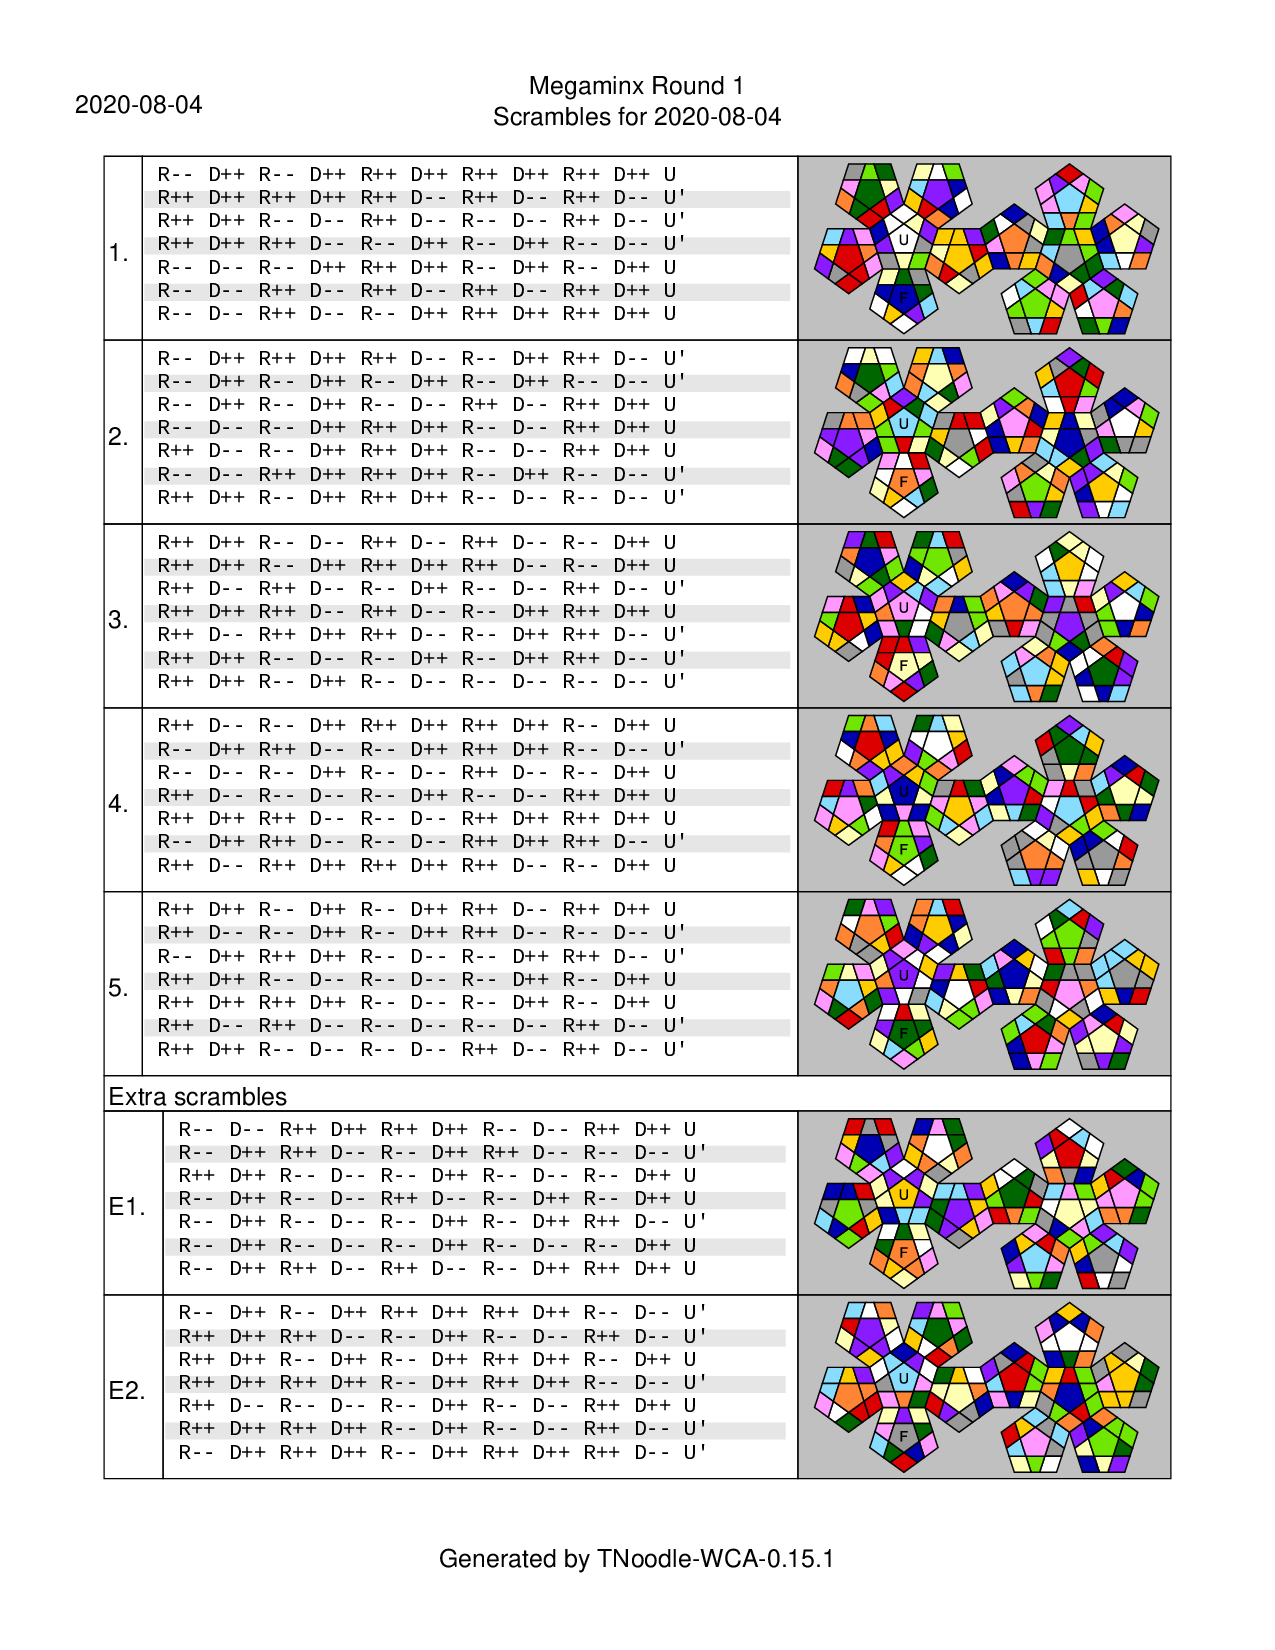 Megaminx Round 1
2020-08-04
Scrambles for 2020-08-04
1.
R-- D++ R-- D++ R++ D++ R++ D++ R++ D++ U
R++ D++ R++ D++ R++ D-- R++ D-- R++ D-- U'
R++ D++ R-- D-- R++ D-- R-- D-- R++ D-- U'
R++ D++ R++ D-- R-- D++ R-- D++ R-- D-- U'
R-- D-- R-- D++ R++ D++ R-- D++ R-- D++ U
R-- D-- R++ D-- R++ D-- R++ D-- R++ D++ U
R-- D-- R++ D-- R-- D++ R++ D++ R++ D++ U
U
F
2.
R-- D++ R++ D++ R++ D-- R-- D++ R++ D-- U'
R-- D++ R-- D++ R-- D++ R-- D++ R-- D-- U'
R-- D++ R-- D++ R-- D-- R++ D-- R++ D++ U
R-- D-- R-- D++ R++ D++ R-- D-- R++ D++ U
R++ D-- R-- D++ R++ D++ R-- D-- R++ D++ U
R-- D-- R++ D++ R++ D++ R-- D++ R-- D-- U'
R++ D++ R-- D++ R++ D++ R-- D-- R-- D-- U'
U
F
3.
R++ D++ R-- D-- R++ D-- R++ D-- R-- D++ U
R++ D++ R-- D++ R++ D++ R++ D-- R-- D++ U
R++ D-- R++ D-- R-- D++ R-- D-- R-- D-- U'
R++ D++ R++ D-- R++ D-- R-- D++ R++ D++ U
R++ D-- R++ D++ R++ D-- R-- D++ R++ D-- U'
R++ D++ R-- D-- R-- D++ R-- D++ R++ D-- U'
R++ D++ R-- D++ R-- D-- R-- D-- R-- D-- U'
U
F
4.
R++ D-- R-- D++ R++ D++ R++ D++ R-- D++ U
R-- D++ R++ D-- R-- D++ R++ D++ R-- D-- U'
R-- D-- R-- D++ R-- D-- R++ D-- R-- D++ U
R++ D-- R-- D-- R-- D++ R-- D-- R++ D++ U
R++ D++ R++ D-- R-- D-- R++ D++ R++ D++ U
R-- D++ R++ D-- R-- D-- R++ D++ R++ D-- U'
R++ D-- R++ D++ R++ D++ R++ D-- R-- D++ U
U
F
5.
R++ D++ R-- D++ R-- D++ R++ D-- R++ D++ U
R++ D-- R-- D++ R-- D++ R++ D-- R-- D-- U'
R-- D++ R++ D++ R-- D-- R-- D++ R++ D-- U'
R++ D++ R-- D-- R-- D-- R-- D++ R-- D++ U
R++ D++ R++ D++ R-- D-- R-- D++ R-- D++ U
R++ D-- R++ D-- R-- D-- R-- D-- R++ D-- U'
R++ D++ R-- D-- R-- D-- R++ D-- R++ D-- U'
U
F
Extra scrambles
E1.
R-- D-- R++ D++ R++ D++ R-- D-- R++ D++ U
R-- D++ R++ D-- R-- D++ R++ D-- R-- D-- U'
R++ D++ R-- D-- R-- D++ R-- D-- R-- D++ U
R-- D++ R-- D-- R++ D-- R-- D++ R-- D++ U
R-- D++ R-- D-- R-- D++ R-- D++ R++ D-- U'
R-- D++ R-- D-- R-- D++ R-- D-- R-- D++ U
R-- D++ R++ D-- R++ D-- R-- D++ R++ D++ U
U
F
E2.
R-- D++ R-- D++ R++ D++ R++ D++ R-- D-- U'
R++ D++ R++ D-- R-- D++ R-- D-- R++ D-- U'
R++ D++ R-- D++ R-- D++ R++ D++ R-- D++ U
R++ D++ R++ D++ R-- D++ R++ D++ R-- D-- U'
R++ D-- R-- D-- R-- D++ R-- D-- R++ D++ U
R++ D++ R++ D++ R-- D++ R-- D-- R++ D-- U'
R-- D++ R++ D++ R-- D++ R++ D++ R++ D-- U'
U
F
Generated by TNoodle-WCA-0.15.1